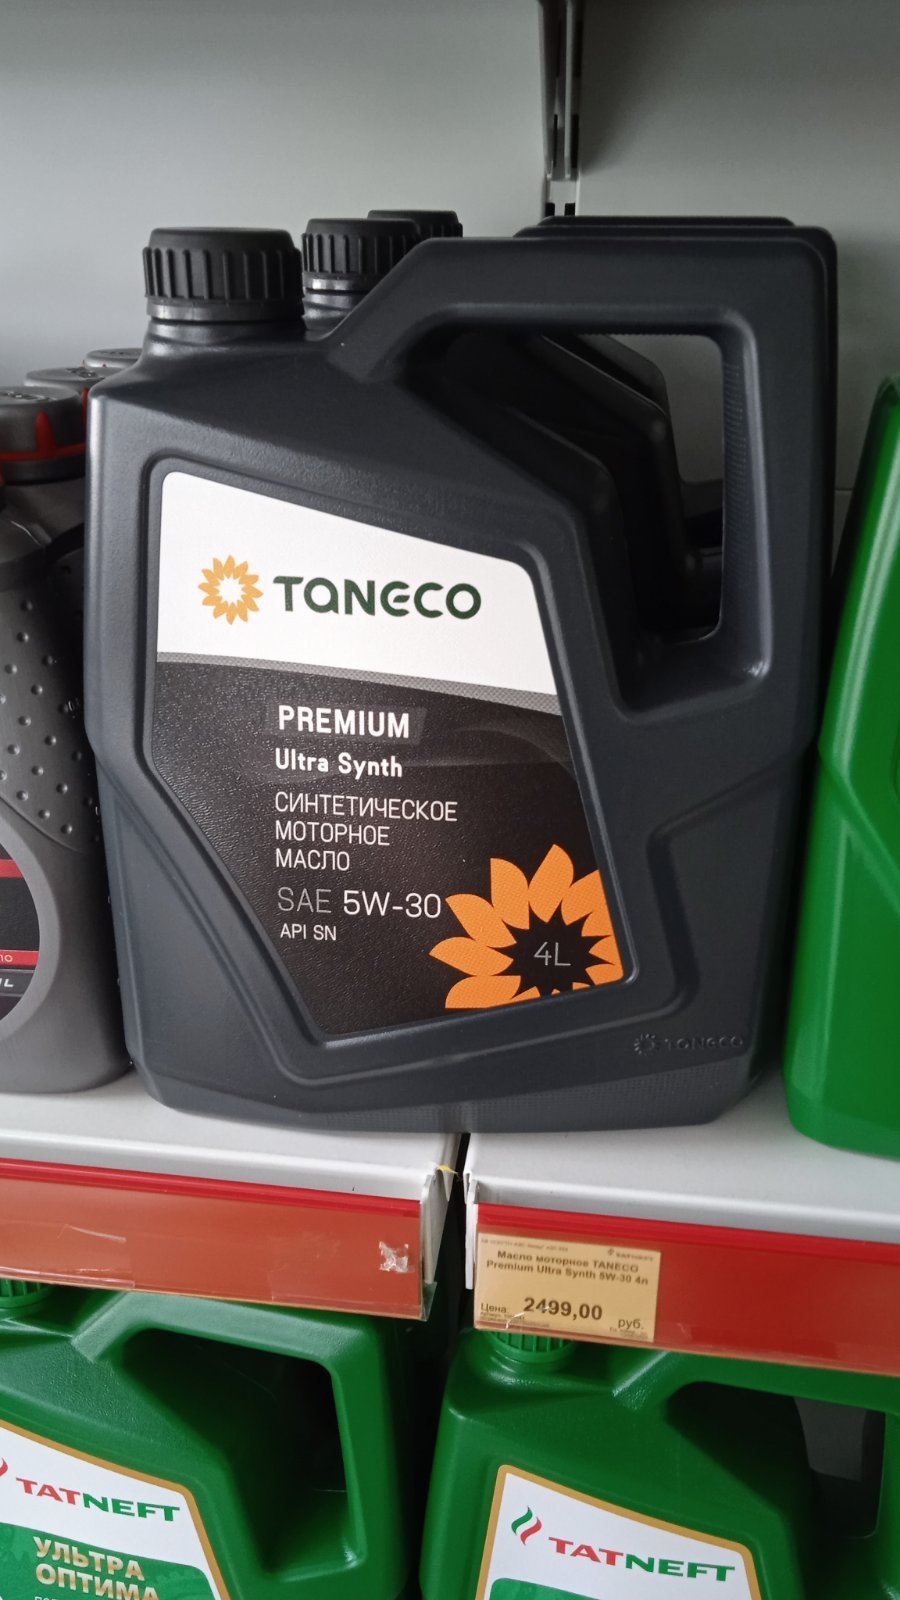 TANECO
PREMIUM
Ultra Synth
СИНТЕТИЧЕСКОЕ
МОТОРНОЕ
МАСЛО
SAE 5W-30
API SN
4L
TANECO
TATNEFT
Масло моторное TANECO
Premium Ultra Synth 5W-30 4л
Цена 2499,00 руб.
TATNEFT
УЛЬТРА
ОПТИМА
TATNEFT